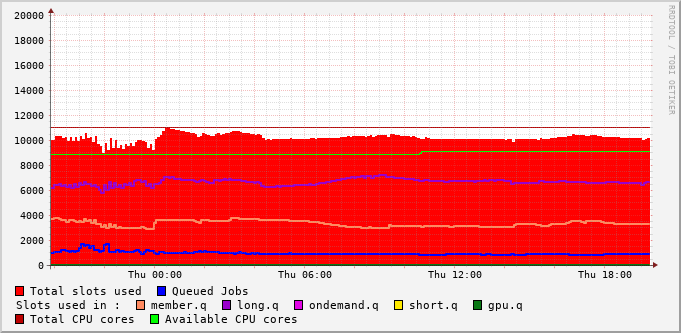 20000
18000
16000
14000
12000
10000
8000
6000
4000
2000
0
Thu 00:00 Thu 06:00 Thu 12:00 Thu 18:00
Total slots used Queued Jobs
Slots used in : member.q long.q ondemand.q short.q gpu.q
Total CPU cores Available CPU cores
RRDTOOL / TOBI OETIKER